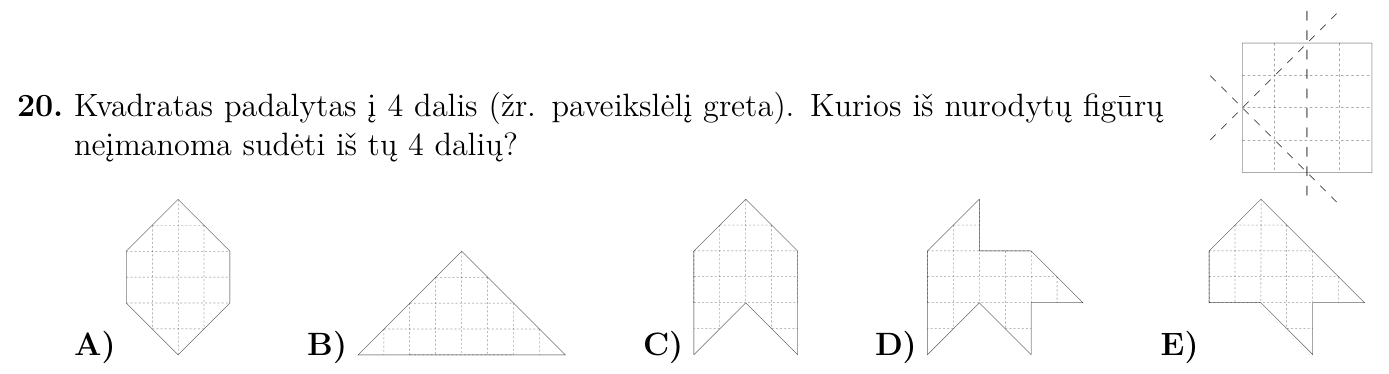 20. Kvadratas padalytas į 4 dalis (žr. paveikslėlį greta). Kurios iš nurodytų figūrų
neįmanoma sudėti iš tų 4 dalių?
A) B) C) D) E)